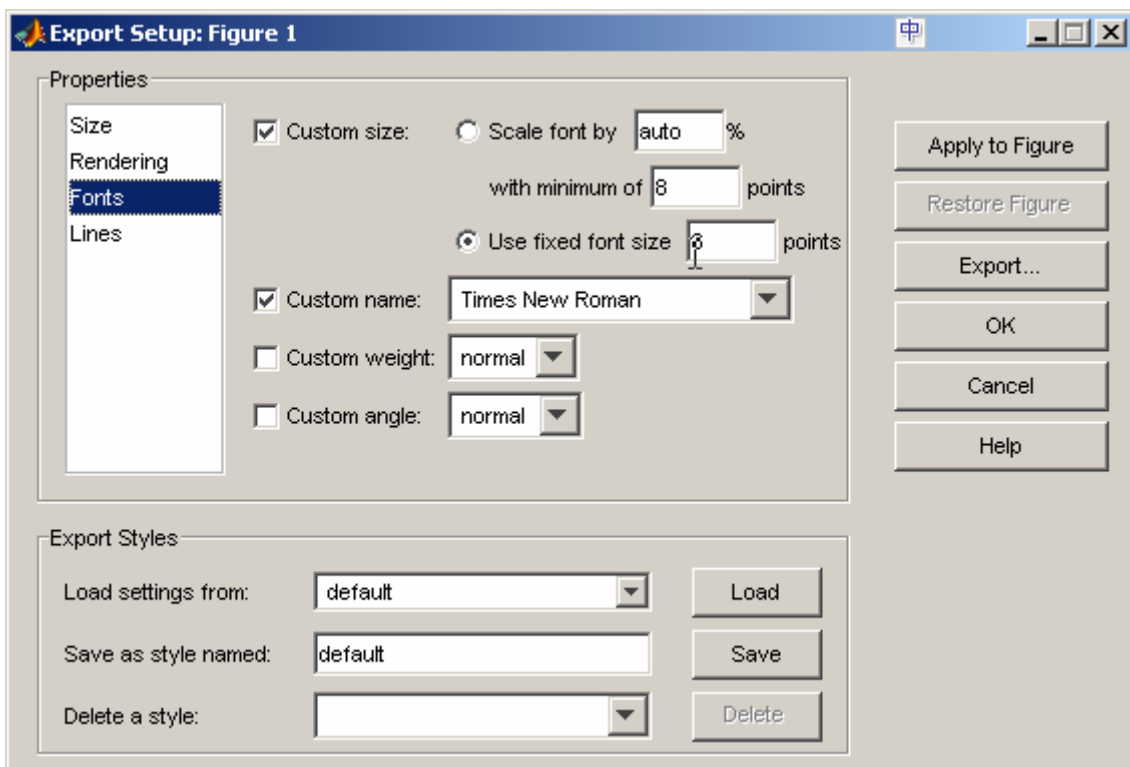 Export Setup: Figure 1
中
Properties
Size
Rendering
Fonts
Lines
Custom size:
Scale font by auto %
with minimum of 8 points
Use fixed font size points
Custom name: Times New Roman
Custom weight: normal
Custom angle: normal
Apply to Figure
Restore Figure
Export...
OK
Cancel
Help
Export Styles
Load settings from: default Load
Save as style named: default Save
Delete a style: Delete